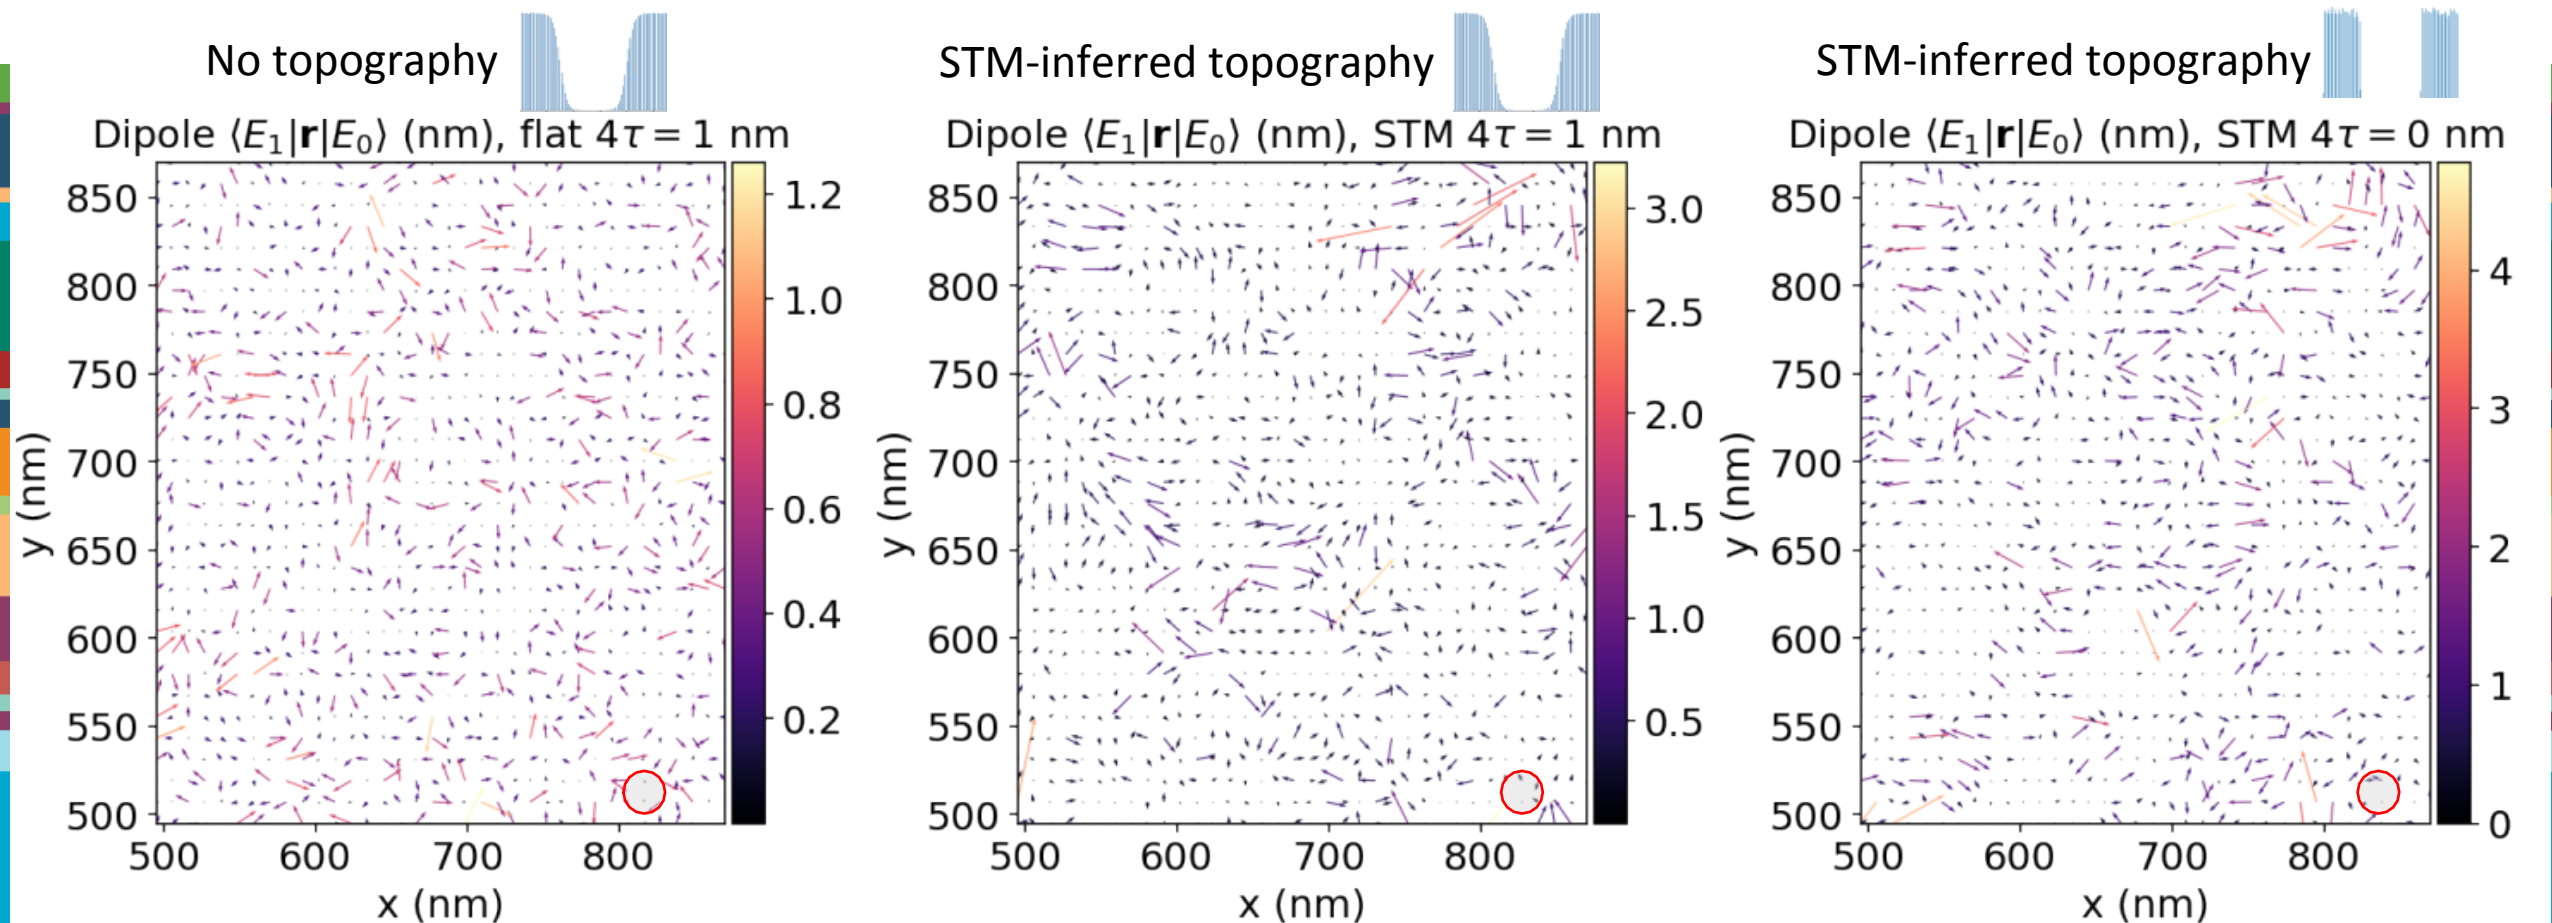 No topography
STM-inferred topography
STM-inferred topography
Dipole ⟨E₁|r|E₀⟩ (nm), flat 4τ = 1 nm
Dipole ⟨E₁|r|E₀⟩ (nm), STM 4τ = 1 nm
Dipole ⟨E₁|r|E₀⟩ (nm), STM 4τ = 0 nm
850
800
750
700
650
600
550
500
y (nm)
500 600 700 800
x (nm)
1.2
1.0
0.8
0.6
0.4
0.2
850
800
750
700
650
600
550
500
y (nm)
500 600 700 800
x (nm)
3.0
2.5
2.0
1.5
1.0
0.5
850
800
750
700
650
600
550
500
y (nm)
500 600 700 800
x (nm)
4
3
2
1
0